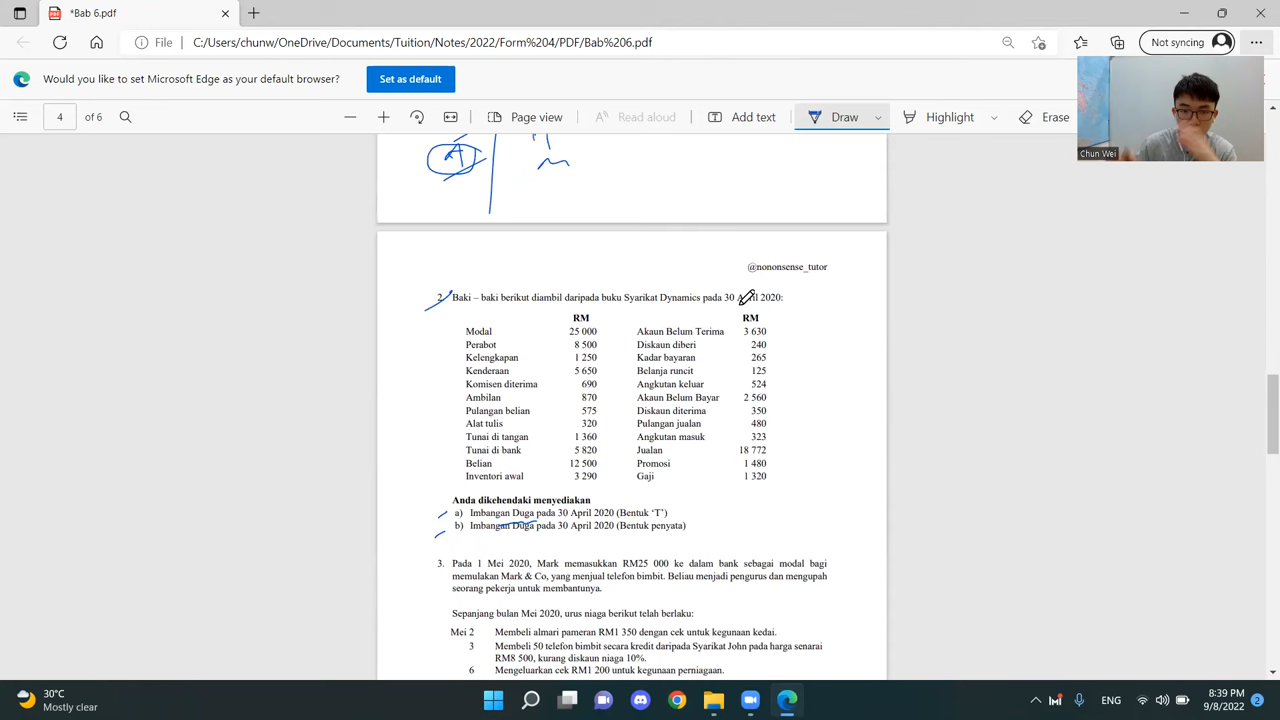 *Bab 6.pdf
File
C:/Users/chunw/OneDrive/Documents/Tuition/Notes/2022/Form%204/PDF/Bab%206.pdf
Not syncing
Would you like to set Microsoft Edge as your default browser?
Set as default
4 of 6
Page view
Read aloud
Add text
Draw
Highlight
Erase
Chun Wei
@nononsense_tutor
2. Baki – baki berikut diambil daripada buku Syarikat Dynamics pada 30 April 2020:
RM RM
Modal 25 000 Akaun Belum Terima 3 630
Perabot 8 500 Diskaun diberi 240
Kelengkapan 1 250 Kadar bayaran 265
Kenderaan 5 650 Belanja runcit 125
Komisen diterima 690 Angkutan keluar 524
Ambilan 870 Akaun Belum Bayar 2 560
Pulangan belian 575 Diskaun diterima 350
Alat tulis 320 Pulangan jualan 480
Tunai di tangan 1 360 Angkutan masuk 323
Tunai di bank 5 820 Jualan 18 772
Belian 12 500 Promosi 1 480
Inventori awal 3 290 Gaji 1 320
Anda dikehendaki menyediakan
a) Imbangan Duga pada 30 April 2020 (Bentuk ‘T’)
b) Imbangan Duga pada 30 April 2020 (Bentuk penyata)
3. Pada 1 Mei 2020, Mark memasukkan RM25 000 ke dalam bank sebagai modal bagi
memulakan Mark & Co, yang menjual telefon bimbit. Beliau menjadi pengurus dan mengupah
seorang pekerja untuk membantunya.
Sepanjang bulan Mei 2020, urus niaga berikut telah berlaku:
Mei 2 Membeli almari pameran RM1 350 dengan cek untuk kegunaan kedai.
3 Membeli 50 telefon bimbit secara kredit daripada Syarikat John pada harga senarai
RM8 500, kurang diskaun niaga 10%.
6 Mengeluarkan cek RM1 200 untuk kegunaan perniagaan.
30°C
Mostly clear
ENG
8:39 PM
9/8/2022
2